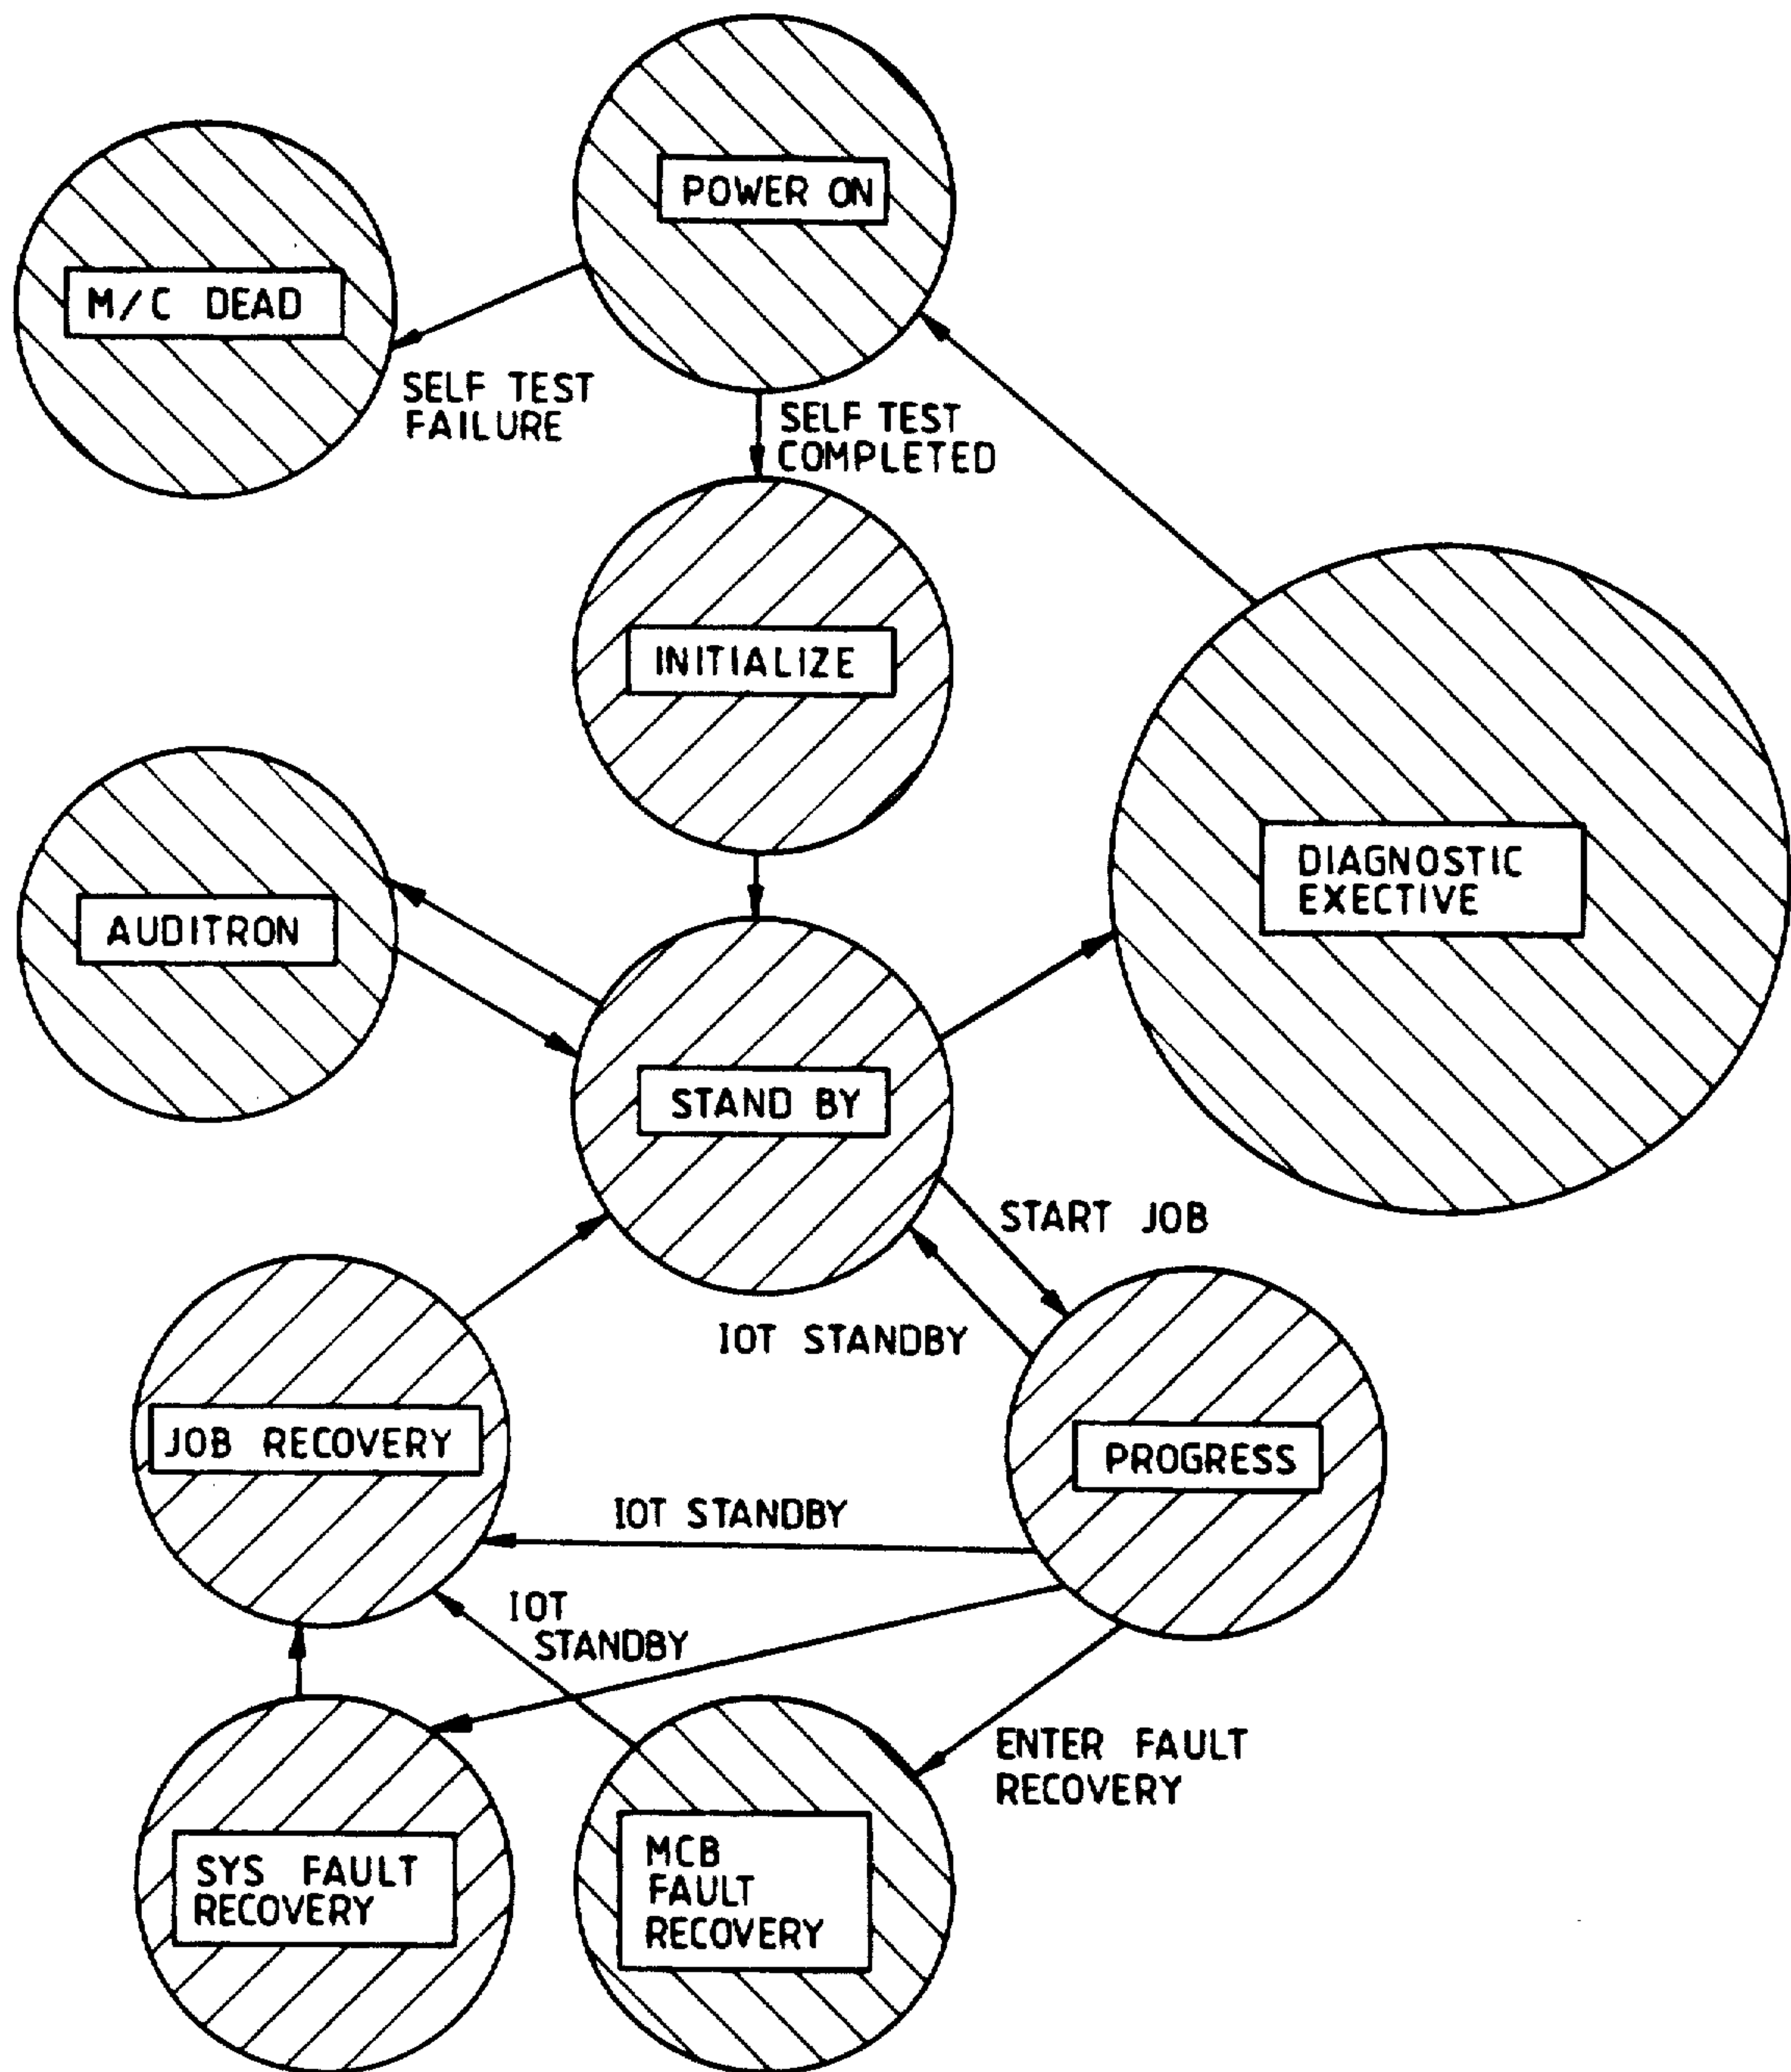 POWER ON
M/C DEAD
SELF TEST
FAILURE
SELF TEST
COMPLETED
INITIALIZE
DIAGNOSTIC
EXECTIVE
AUDITRON
STAND BY
START JOB
IOT STANDBY
JOB RECOVERY
PROGRESS
IOT STANDBY
IOT
STANDBY
ENTER FAULT
RECOVERY
SYS FAULT
RECOVERY
MCB
FAULT
RECOVERY